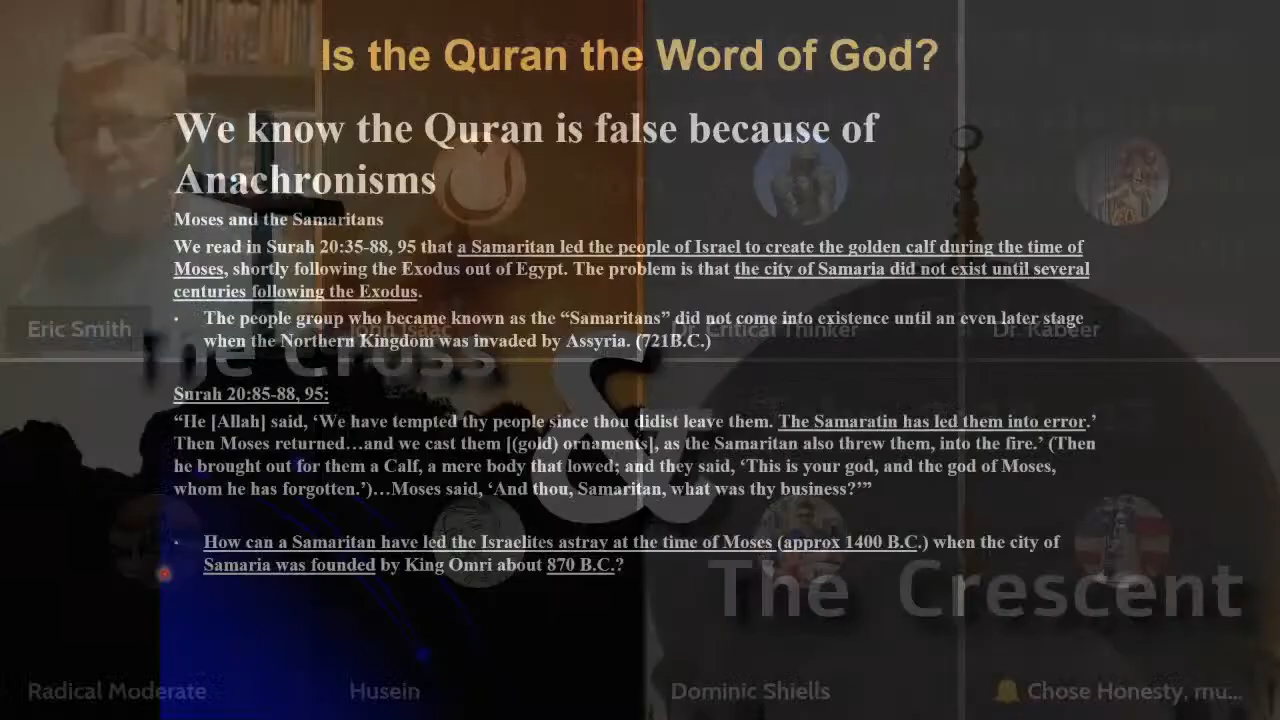 Is the Quran the Word of God?
We know the Quran is false because of
Anachronisms
Moses and the Samaritans
We read in Surah 20:35-88, 95 that a Samaritan led the people of Israel to create the golden calf during the time of
Moses, shortly following the Exodus out of Egypt. The problem is that the city of Samaria did not exist until several
centuries following the Exodus.
• The people group who became known as the “Samaritans” did not come into existence until an even later stage
when the Northern Kingdom was invaded by Assyria. (721B.C.)
Eric Smith
John Isaac
Dr. Critical Thinker
Dr. Kabeer
The Cross
&
The Crescent
Surah 20:85-88, 95:
“He [Allah] said, ‘We have tempted thy people since thou didist leave them. The Samaratin has led them into error.’
Then Moses returned…and we cast them [(gold) ornaments], as the Samaritan also threw them, into the fire.’ (Then
he brought out for them a Calf, a mere body that lowed; and they said, ‘This is your god, and the god of Moses,
whom he has forgotten.’)…Moses said, ‘And thou, Samaritan, what was thy business?’”
• How can a Samaritan have led the Israelites astray at the time of Moses (approx 1400 B.C.) when the city of
Samaria was founded by King Omri about 870 B.C.?
Radical Moderate
Husein
Dominic Shiells
Chose Honesty, mu...